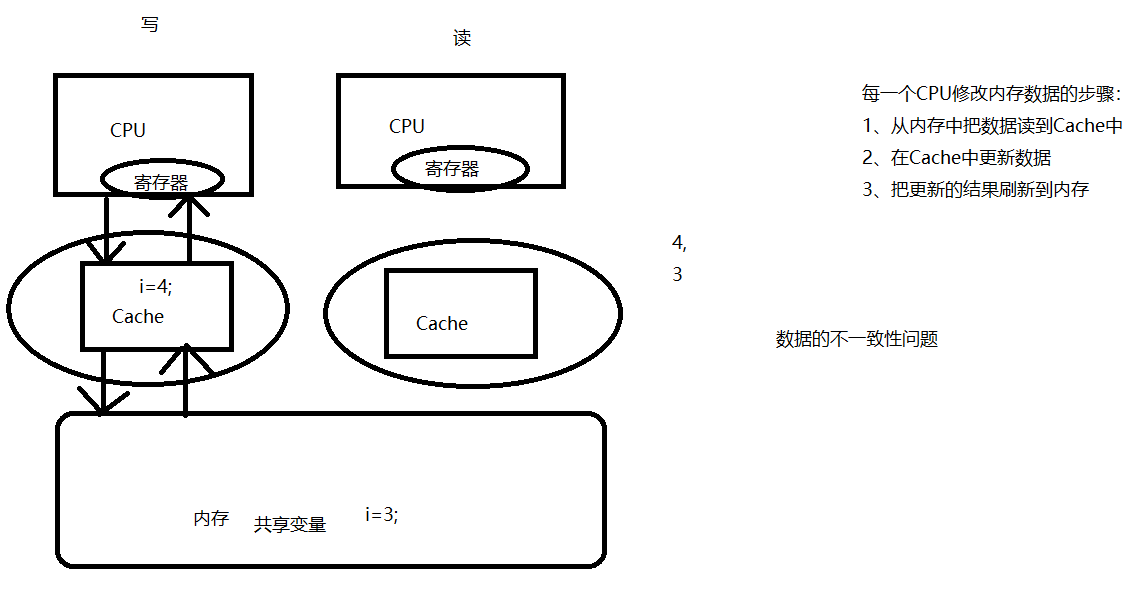 写
读
CPU
寄存器
CPU
寄存器
每一个CPU修改内存数据的步骤：
1、从内存中把数据读到Cache中
2、在Cache中更新数据
3、把更新的结果刷新到内存
4,
3
i=4;
Cache
Cache
数据的不一致性问题
内存 共享变量 i=3;